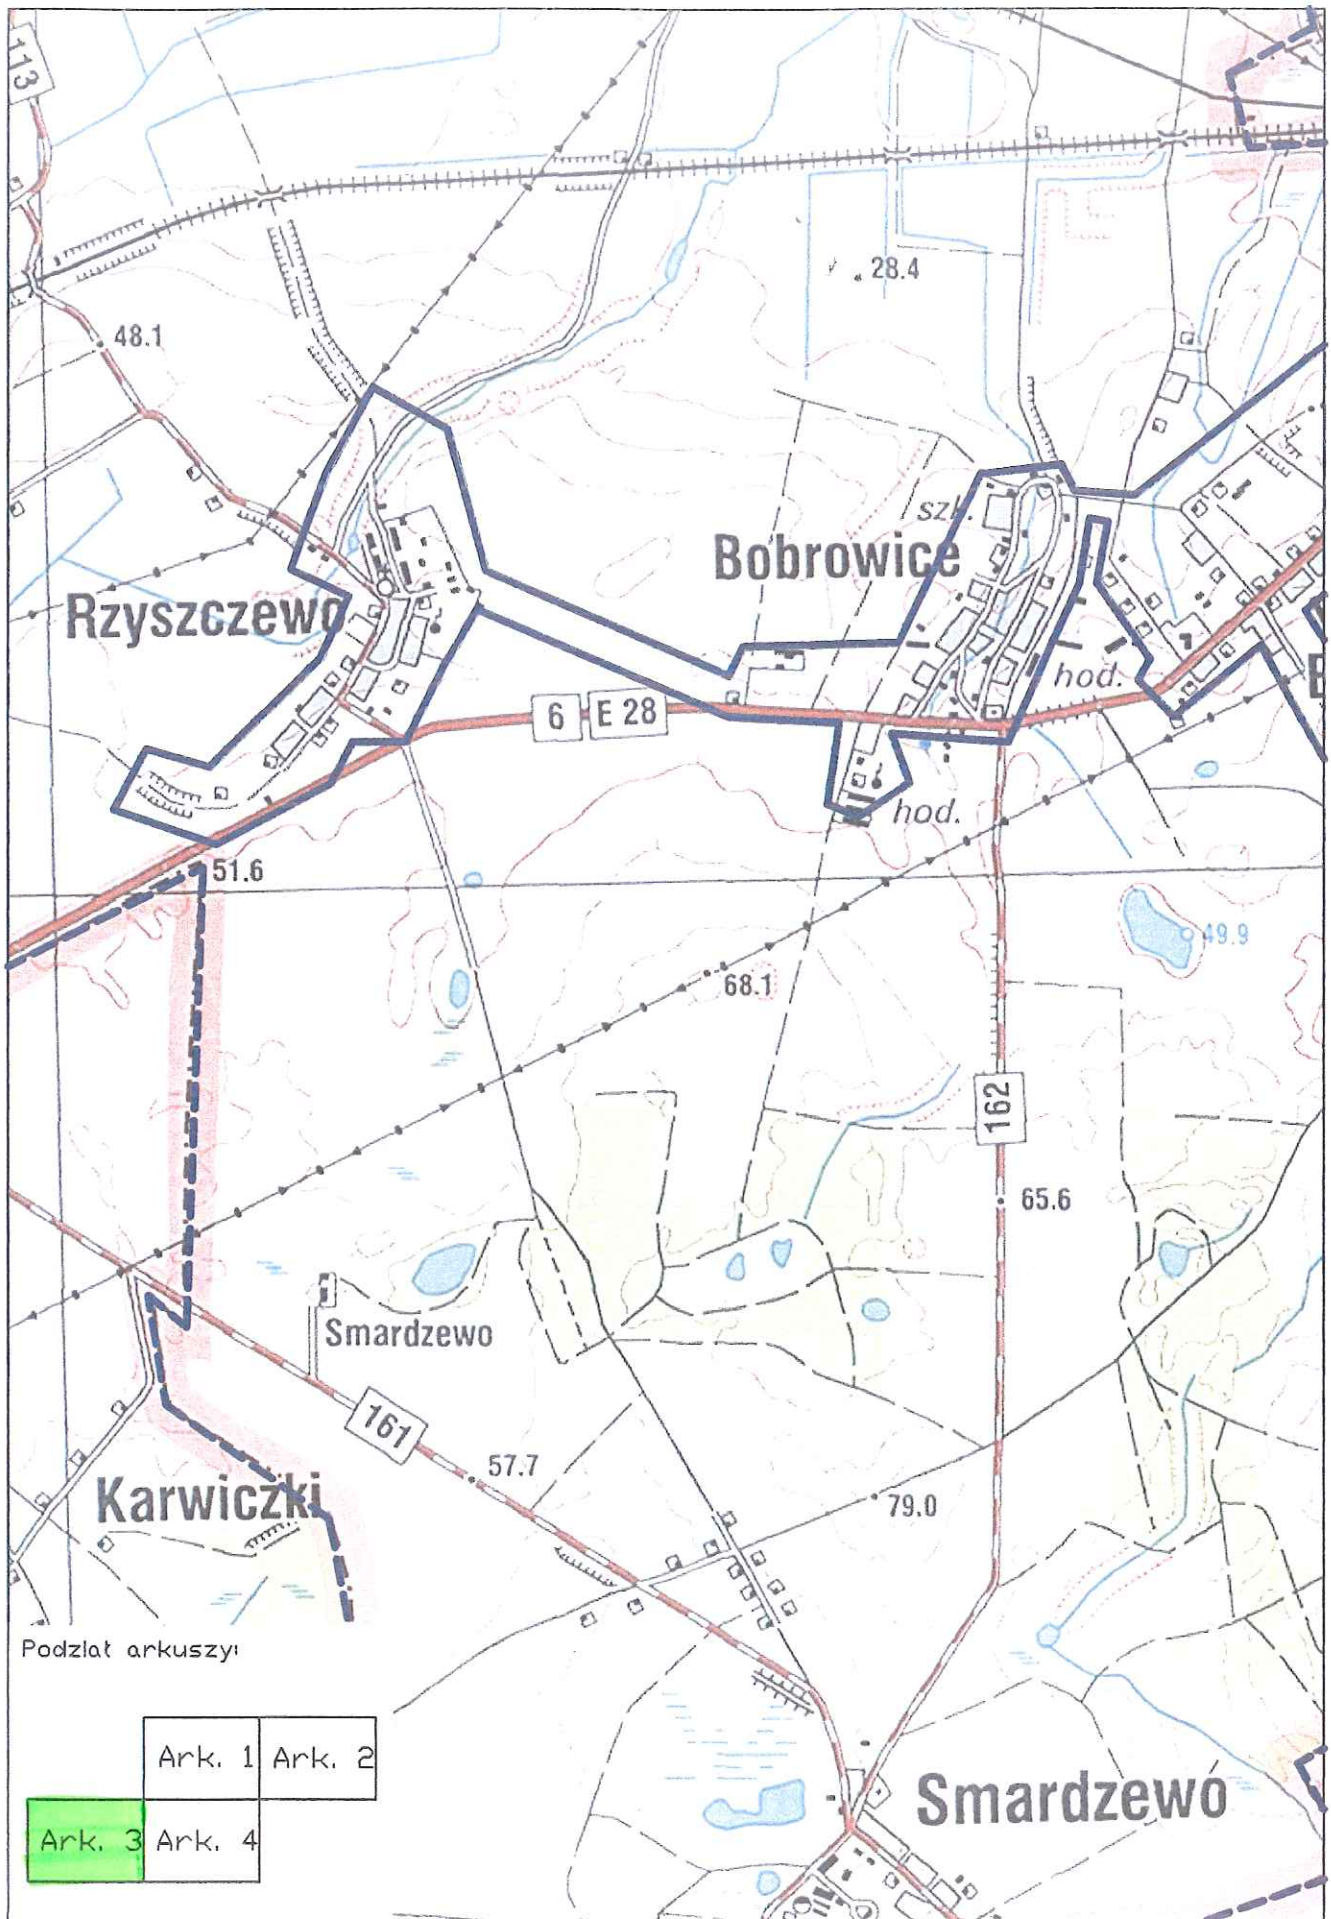 113
28.4
48.1
szk.
Bobrowice
Rzyszczewo
hod.
6 E 28
hod.
51.6
49.9
68.1
162
65.6
Smardzewo
161
57.7
Karwiczki
79.0
Podział arkuszy:
Ark. 1 Ark. 2
Smardzewo
Ark. 3 Ark. 4